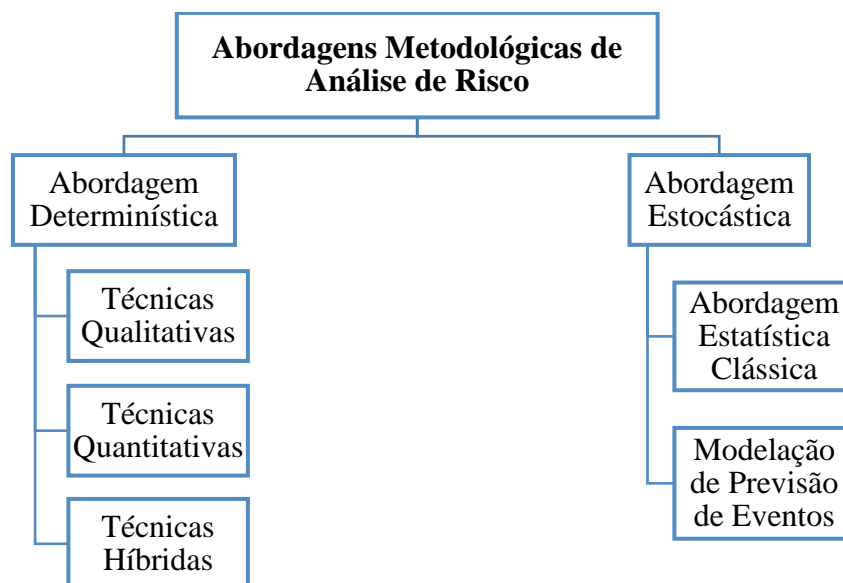 Abordagens Metodológicas de
Análise de Risco
Abordagem
Determinística
Técnicas
Qualitativas
Técnicas
Quantitativas
Técnicas
Híbridas
Abordagem
Estocástica
Abordagem
Estatística
Clássica
Modelação
de Previsão
de Eventos